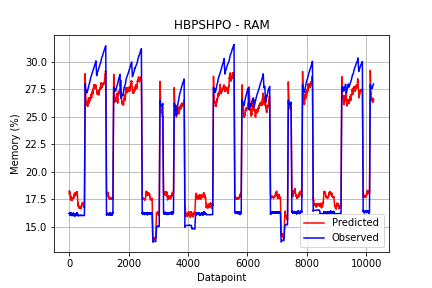 HBPSHPO - RAM
Memory (%)
30.0
27.5
25.0
22.5
20.0
17.5
15.0
0
2000
4000
6000
8000
10000
Datapoint
Predicted
Observed